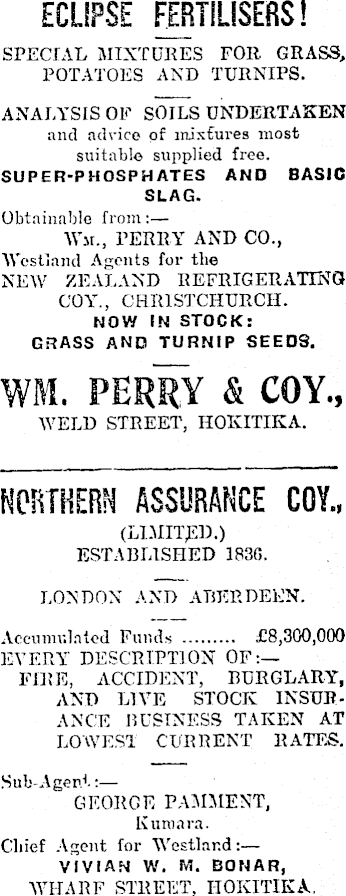 ECLIPSE FERTILISERS!
SPECIAL MIXTURES FOR GRASS,
POTATOES AND TURNIPS.
ANALYSIS OF SOILS UNDERTAKEN
and advice of mixtures most
suitable supplied free.
SUPER-PHOSPHATES AND BASIC
SLAG.
Obtainable from:—
WM., PERRY AND CO.,
Westland Agents for the
NEW ZEALAND REFRIGERATING
COY., CHRISTCHURCH.
NOW IN STOCK:
GRASS AND TURNIP SEEDS.
WM. PERRY & COY.,
WELD STREET, HOKITIKA.
NORTHERN ASSURANCE COY.,
(LIMITED.)
ESTABLISHED 1836.
LONDON AND ABERDEEN.
Accumulated Funds ......... £8,300,000
EVERY DESCRIPTION OF:—
FIRE, ACCIDENT, BURGLARY,
AND LIVE STOCK INSUR-
ANCE BUSINESS TAKEN AT
LOWEST CURRENT RATES.
Sub-Agent:—
GEORGE PAMMENT,
Kumara.
Chief Agent for Westland:—
VIVIAN W. M. BONAR,
WHARF STREET, HOKITIKA.